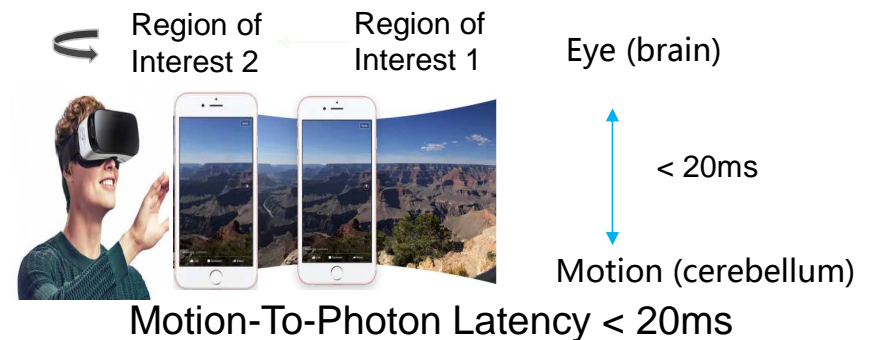 Region of
Interest 2
Region of
Interest 1
Eye (brain)
< 20ms
Motion (cerebellum)
Motion-To-Photon Latency < 20ms